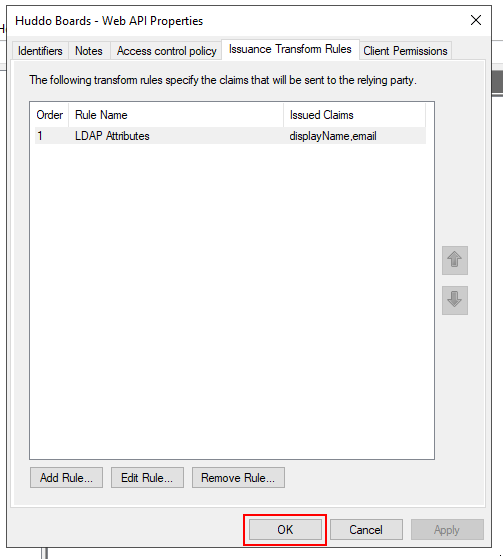 Huddo Boards - Web API Properties
Identifiers Notes Access control policy Issuance Transform Rules Client Permissions
The following transform rules specify the claims that will be sent to the relying party.
Order Rule Name Issued Claims
1 LDAP Attributes displayName,email
Add Rule... Edit Rule... Remove Rule...
OK Cancel Apply